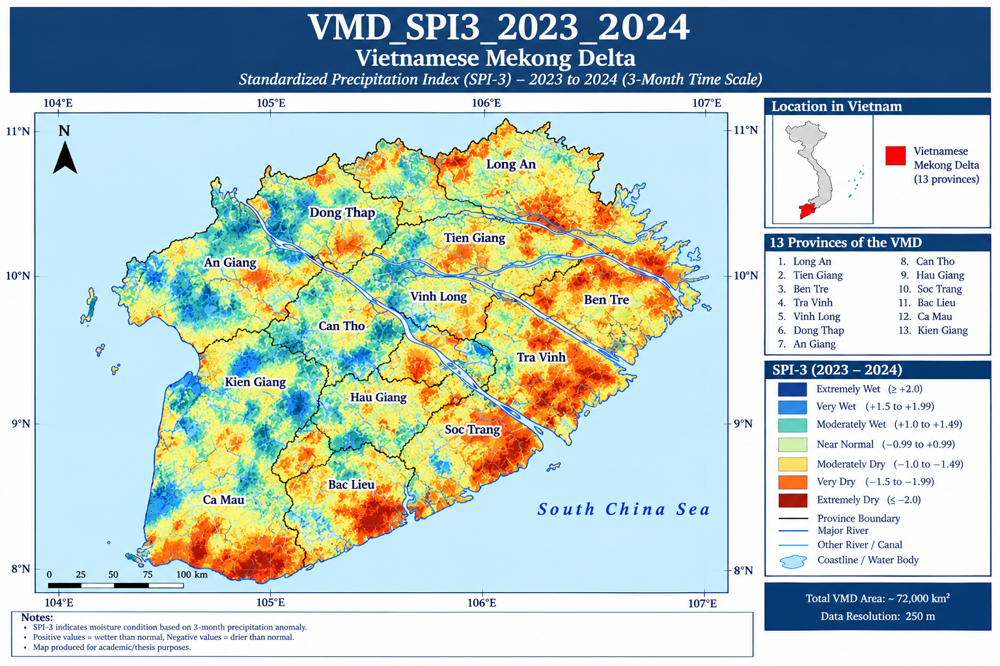 VMD_SPI3_2023_2024
Vietnamese Mekong Delta
Standardized Precipitation Index (SPI-3) – 2023 to 2024 (3-Month Time Scale)
104°E 105°E 106°E 107°E
11°N
10°N
9°N
8°N
11°N
10°N
9°N
8°N
N
Long An
Dong Thap
Tien Giang
An Giang
Vinh Long
Ben Tre
Can Tho
Tra Vinh
Kien Giang
Hau Giang
Soc Trang
Bac Lieu
Ca Mau
South China Sea
0 25 50 75 100 km
104°E 105°E 106°E 107°E
Notes:
• SPI-3 indicates moisture condition based on 3-month precipitation anomaly.
• Positive values = wetter than normal, Negative values = drier than normal.
• Map produced for academic/thesis purposes.
Location in Vietnam
Vietnamese
Mekong Delta
(13 provinces)
13 Provinces of the VMD
1. Long An
2. Tien Giang
3. Ben Tre
4. Tra Vinh
5. Vinh Long
6. Dong Thap
7. An Giang
8. Can Tho
9. Hau Giang
10. Soc Trang
11. Bac Lieu
12. Ca Mau
13. Kien Giang
SPI-3 (2023 – 2024)
Extremely Wet (≥ +2.0)
Very Wet (+1.5 to +1.99)
Moderately Wet (+1.0 to +1.49)
Near Normal (−0.99 to +0.99)
Moderately Dry (−1.0 to −1.49)
Very Dry (−1.5 to −1.99)
Extremely Dry (≤ −2.0)
Province Boundary
Major River
Other River / Canal
Coastline / Water Body
Total VMD Area: ~ 72,000 km²
Data Resolution: 250 m